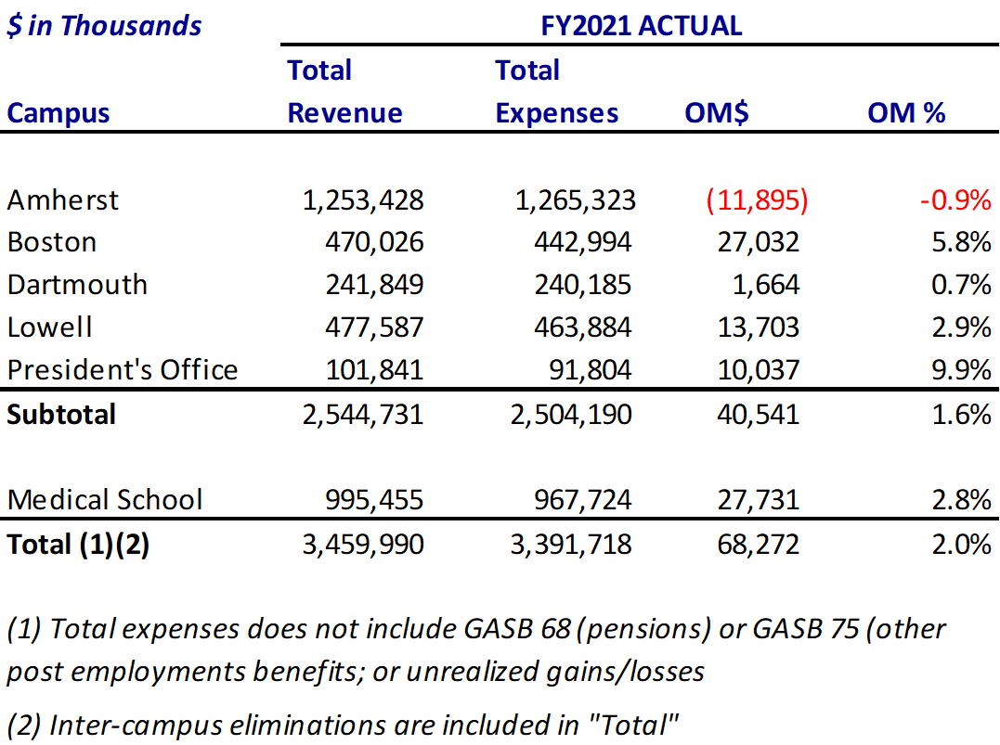 $ in Thousands FY2021 ACTUAL
Total Total
Campus Revenue Expenses OM$ OM %
Amherst 1,253,428 1,265,323 (11,895) -0.9%
Boston 470,026 442,994 27,032 5.8%
Dartmouth 241,849 240,185 1,664 0.7%
Lowell 477,587 463,884 13,703 2.9%
President's Office 101,841 91,804 10,037 9.9%
Subtotal 2,544,731 2,504,190 40,541 1.6%
Medical School 995,455 967,724 27,731 2.8%
Total (1)(2) 3,459,990 3,391,718 68,272 2.0%
(1) Total expenses does not include GASB 68 (pensions) or GASB 75 (other
post employments benefits; or unrealized gains/losses
(2) Inter-campus eliminations are included in "Total"